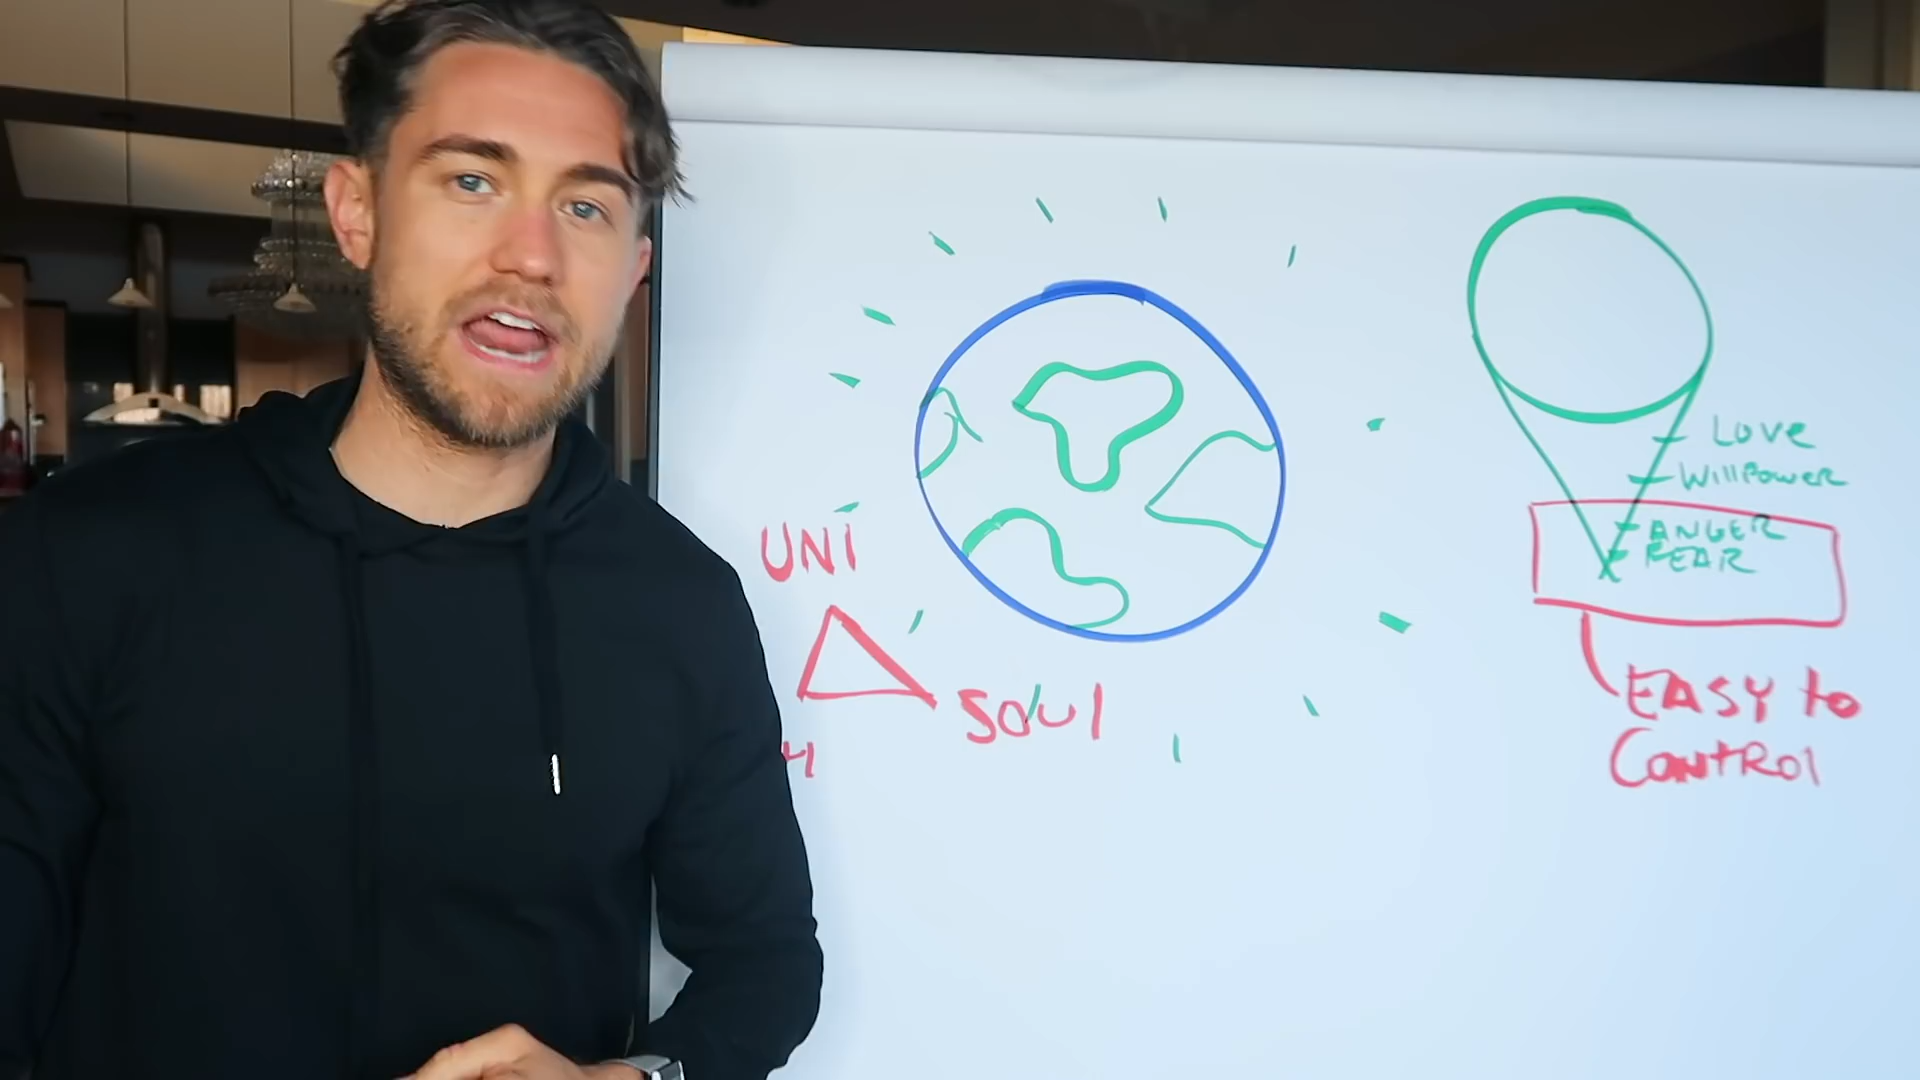 UNI
SOUl
Love
WillPoweR
ANGER
FEAR
EASY to
CONtROl